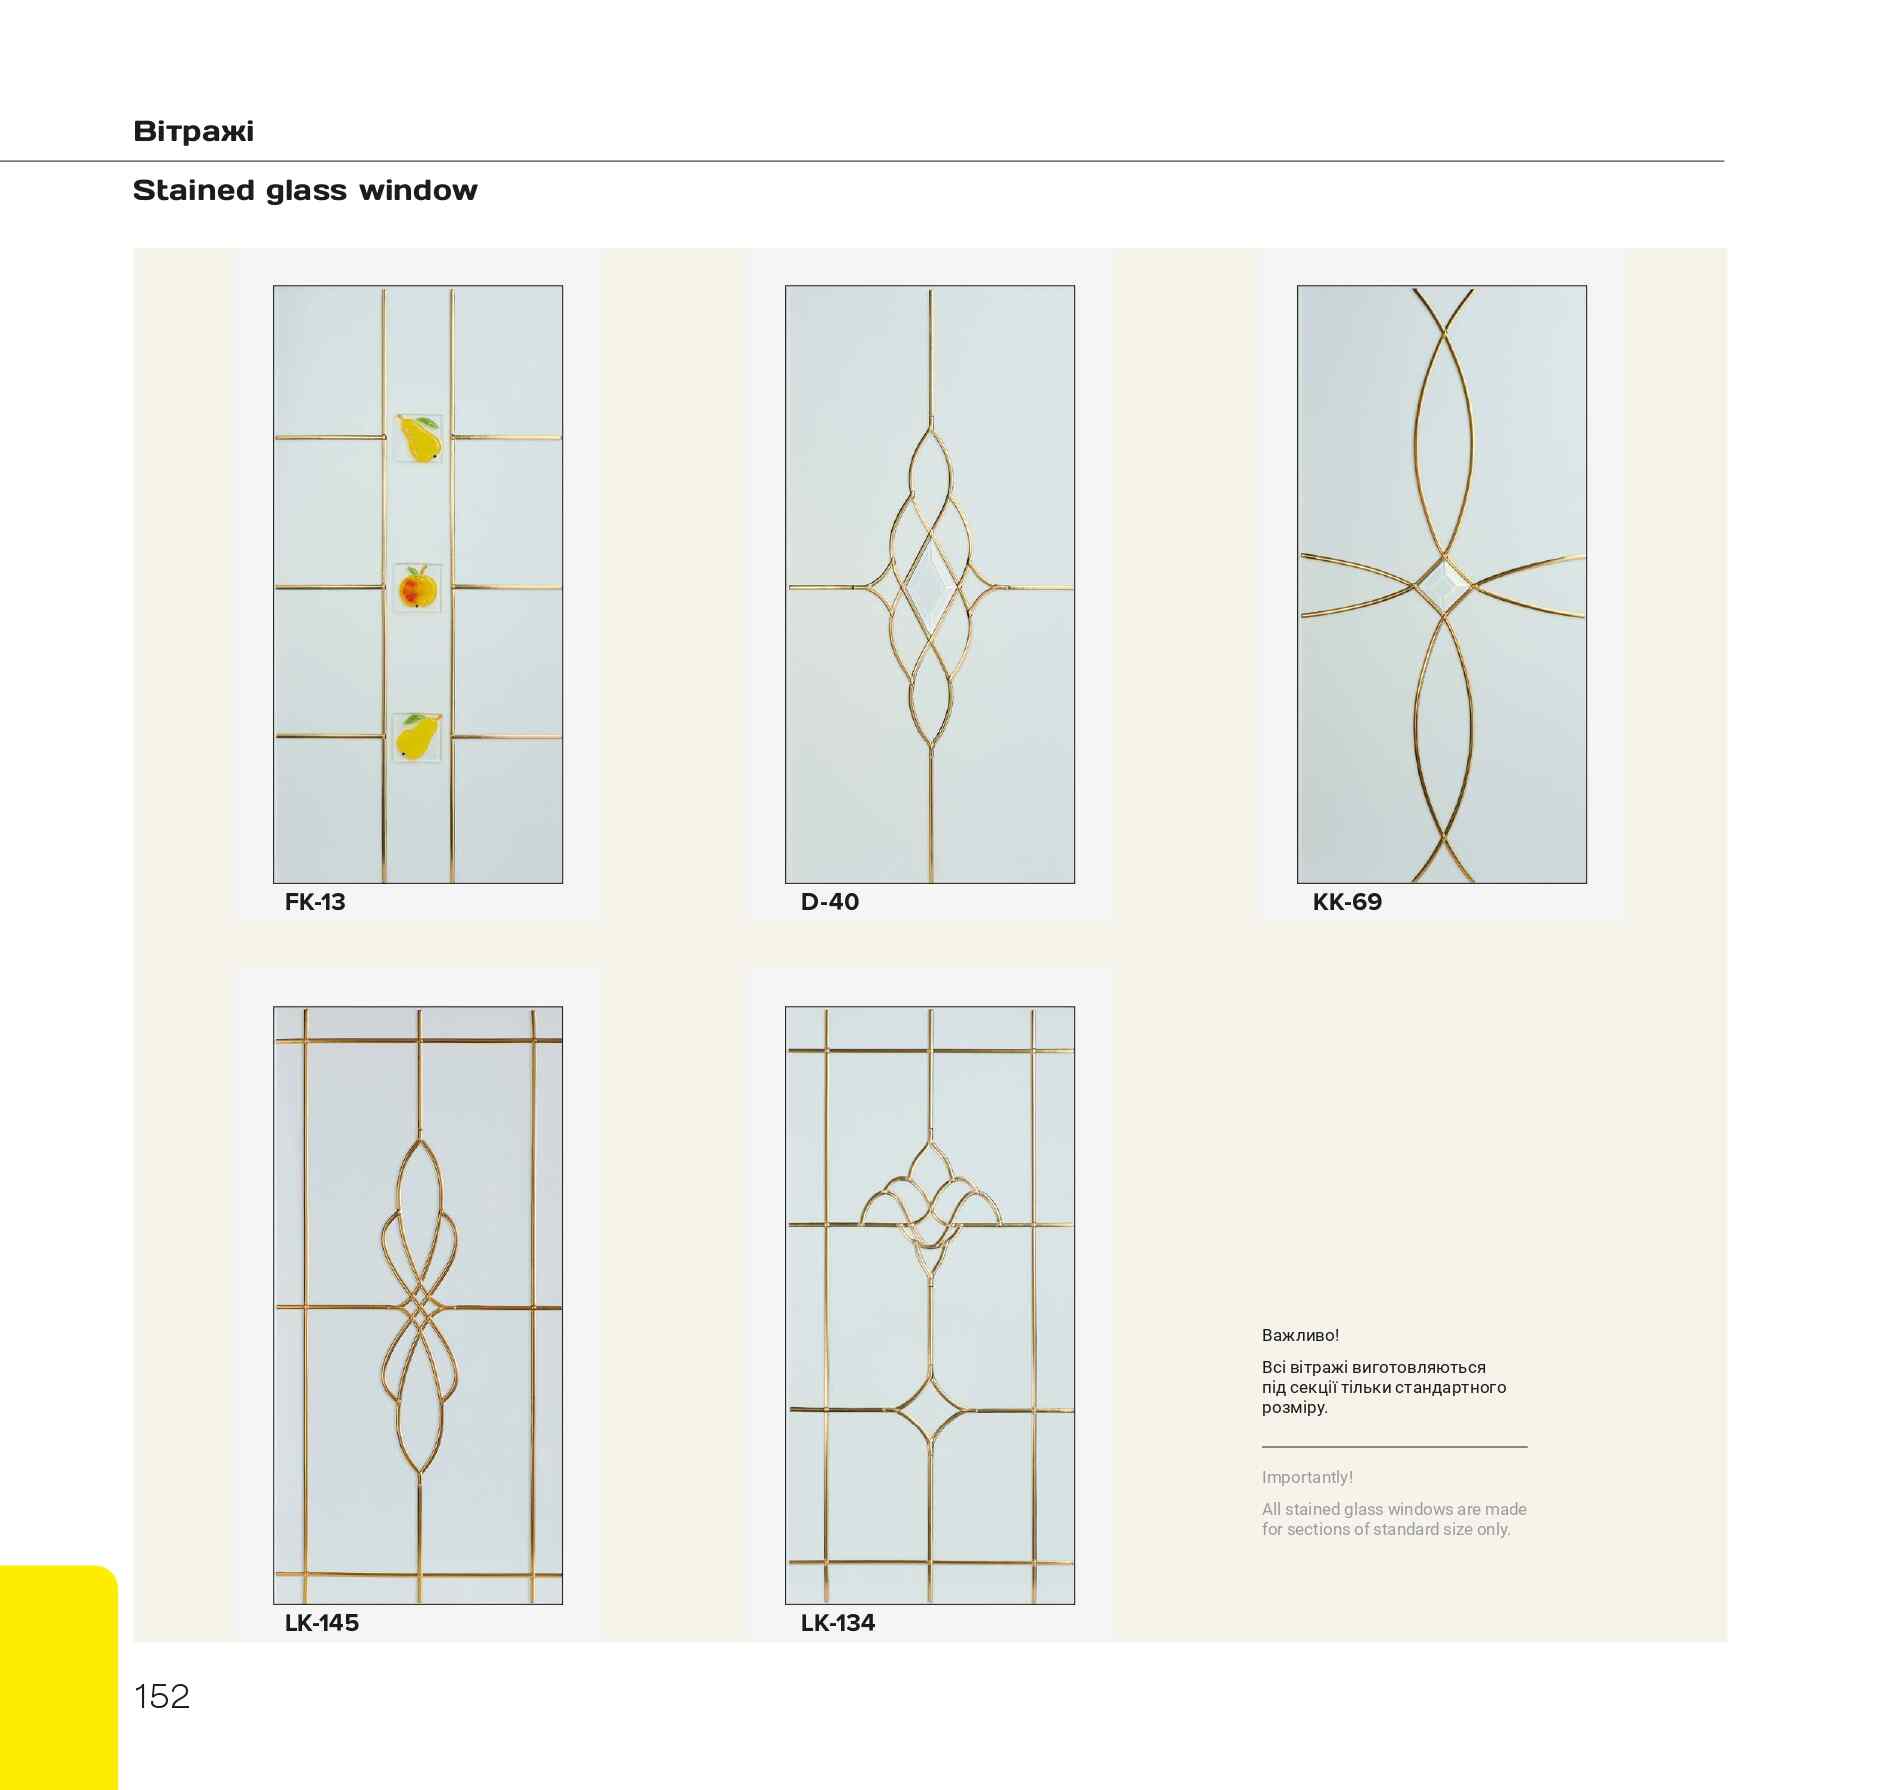 Вітражі
Stained glass window
FK-13
D-40
KK-69
LK-145
LK-134
Важливо!
Всі вітражі виготовляються
під секції тільки стандартного
розміру.
Importantly!
All stained glass windows are made
for sections of standard size only.
152